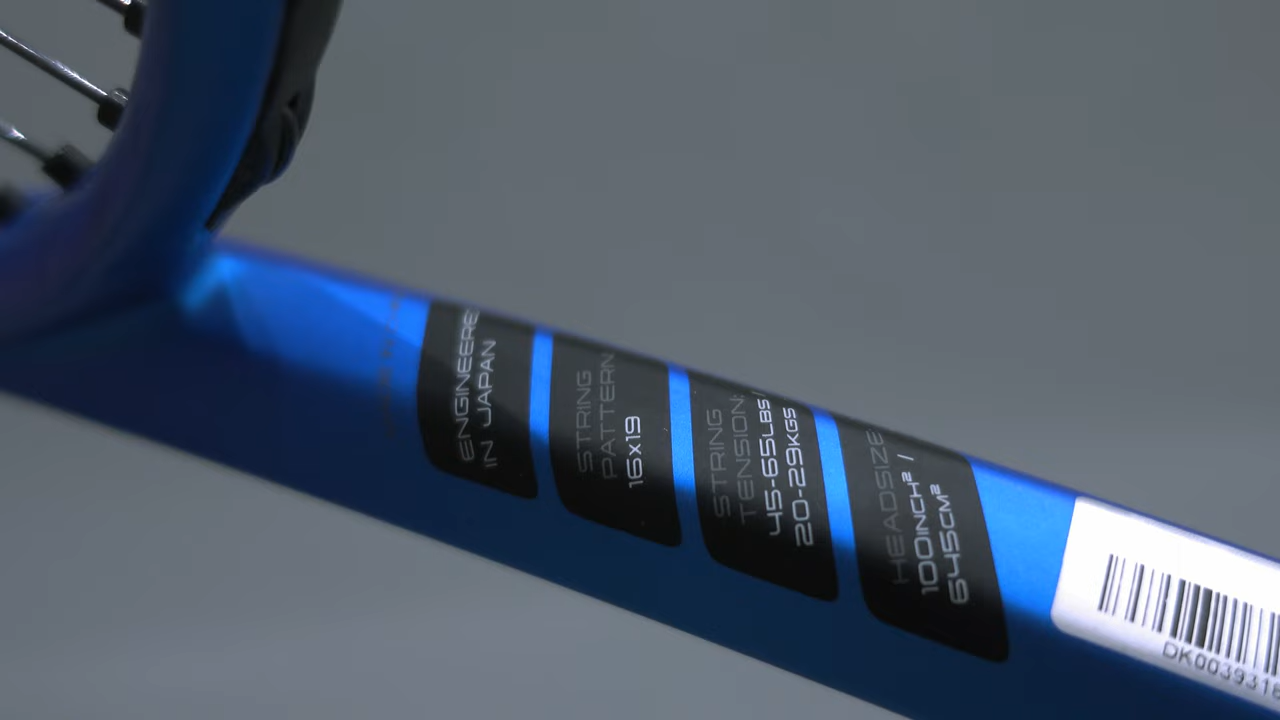 ENGINEERED
IN JAPAN
STRING
PATTERN
16x19
STRING
TENSION:
45-65LBS /
20-29KGS
HEADSIZE:
100INCH² /
645CM²